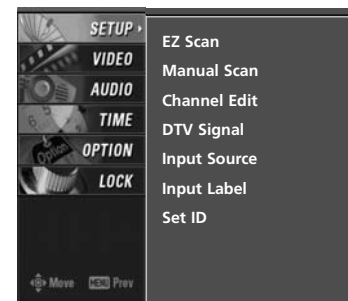 SETUP
VIDEO
AUDIO
TIME
OPTION
LOCK
Move MENU Prev
EZ Scan
Manual Scan
Channel Edit
DTV Signal
Input Source
Input Label
Set ID